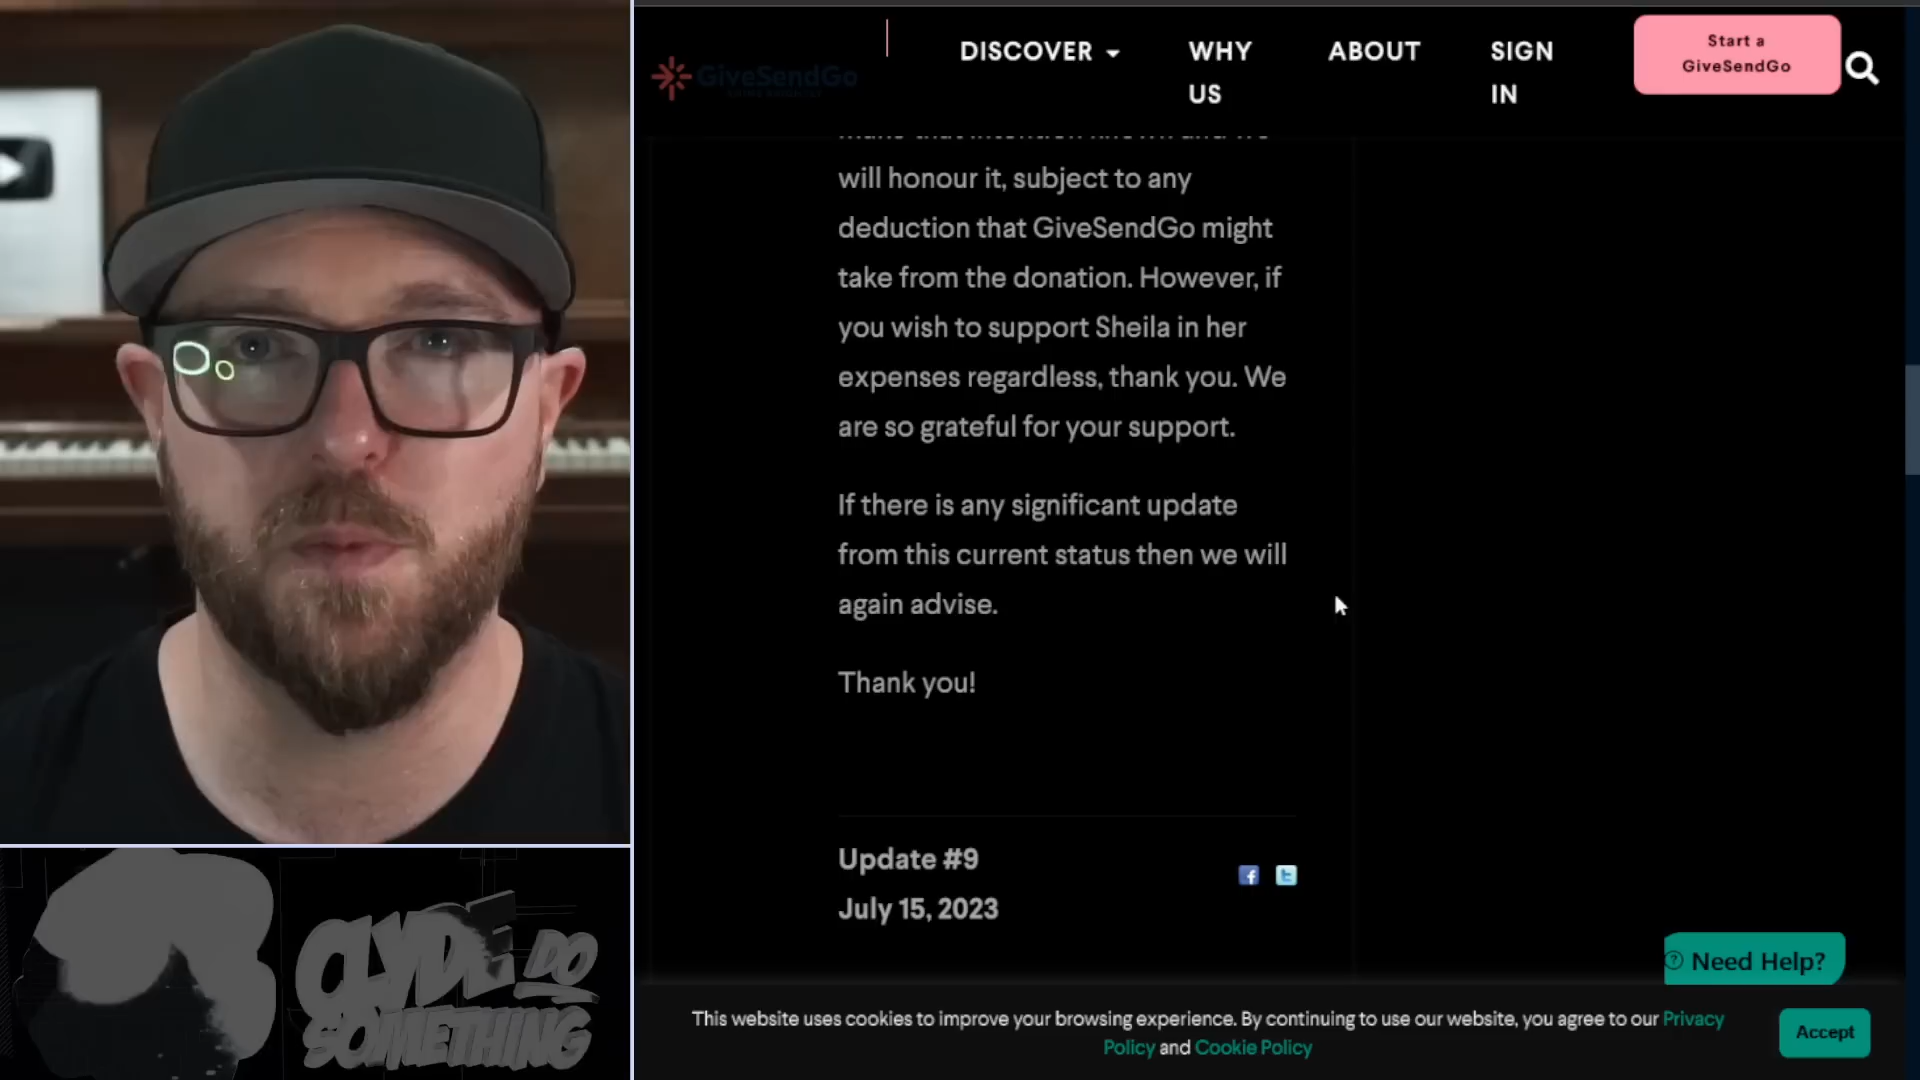 GiveSendGo
DISCOVER
WHY
US
ABOUT
SIGN
IN
Start a
GiveSendGo
will honour it, subject to any
deduction that GiveSendGo might
take from the donation. However, if
you wish to support Sheila in her
expenses regardless, thank you. We
are so grateful for your support.
If there is any significant update
from this current status then we will
again advise.
Thank you!
Update #9
July 15, 2023
Need Help?
This website uses cookies to improve your browsing experience. By continuing to use our website, you agree to our Privacy
Policy and Cookie Policy
Accept
CLYDE DO
SOMETHING